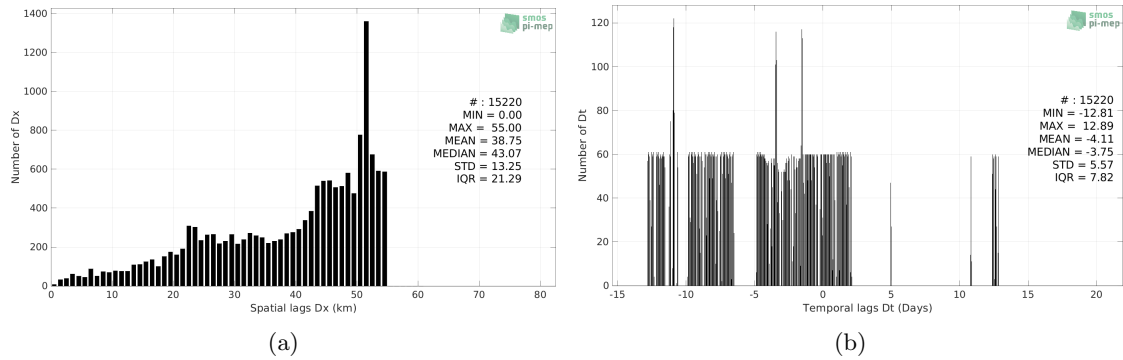 1400
1200
1000
800
600
400
200
0
Number of Dx
smos
pi-mep
# : 15220
MIN = 0.00
MAX = 55.00
MEAN = 38.75
MEDIAN = 43.07
STD = 13.25
IQR = 21.29
0 10 20 30 40 50 60 70 80
Spatial lags Dx (km)
(a)
120
100
80
60
40
20
0
Number of Dt
smos
pi-mep
# : 15220
MIN = -12.81
MAX = 12.89
MEAN = -4.11
MEDIAN = -3.75
STD = 5.57
IQR = 7.82
-15 -10 -5 0 5 10 15 20
Temporal lags Dt (Days)
(b)